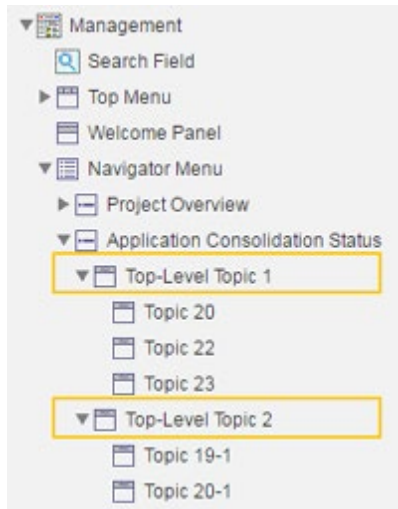 Management
Search Field
Top Menu
Welcome Panel
Navigator Menu
Project Overview
Application Consolidation Status
Top-Level Topic 1
Topic 20
Topic 22
Topic 23
Top-Level Topic 2
Topic 19-1
Topic 20-1